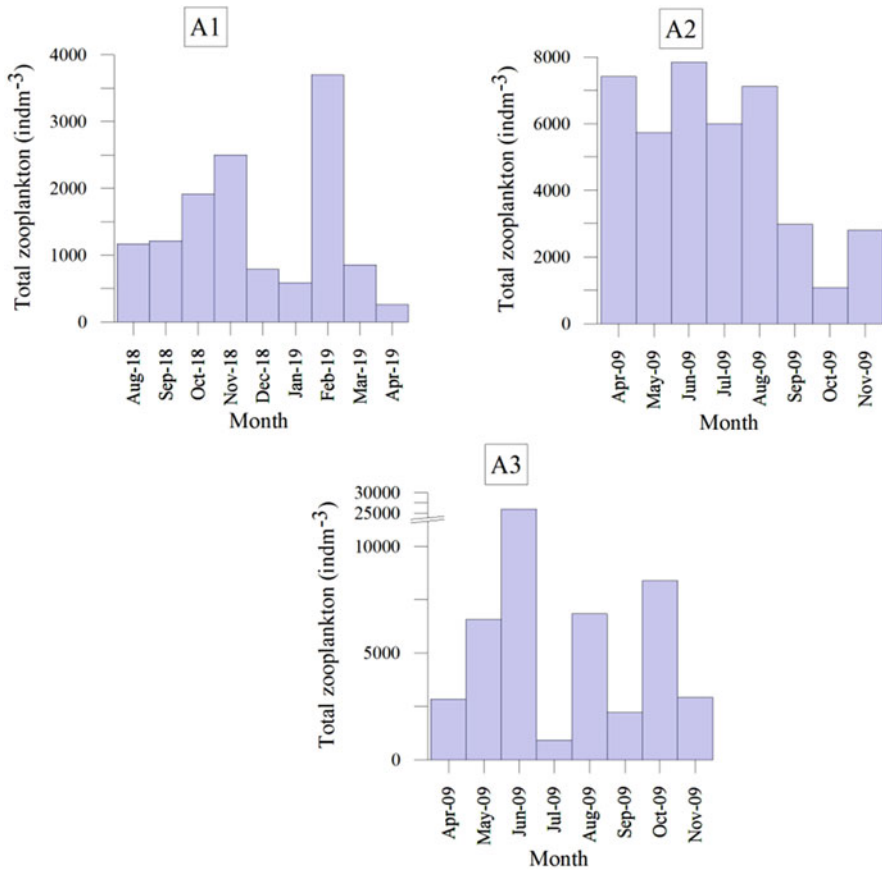 A1
Total zooplankton (indm-3)
4000
3000
2000
1000
0
Aug-18
Sep-18
Oct-18
Nov-18
Dec-18
Jan-19
Feb-19
Mar-19
Apr-19
Month
A2
Total zooplankton (indm-3)
8000
6000
4000
2000
0
Apr-09
May-09
Jun-09
Jul-09
Aug-09
Sep-09
Oct-09
Nov-09
Month
A3
Total zooplankton (indm-3)
30000
25000
10000
5000
0
Apr-09
May-09
Jun-09
Jul-09
Aug-09
Sep-09
Oct-09
Nov-09
Month